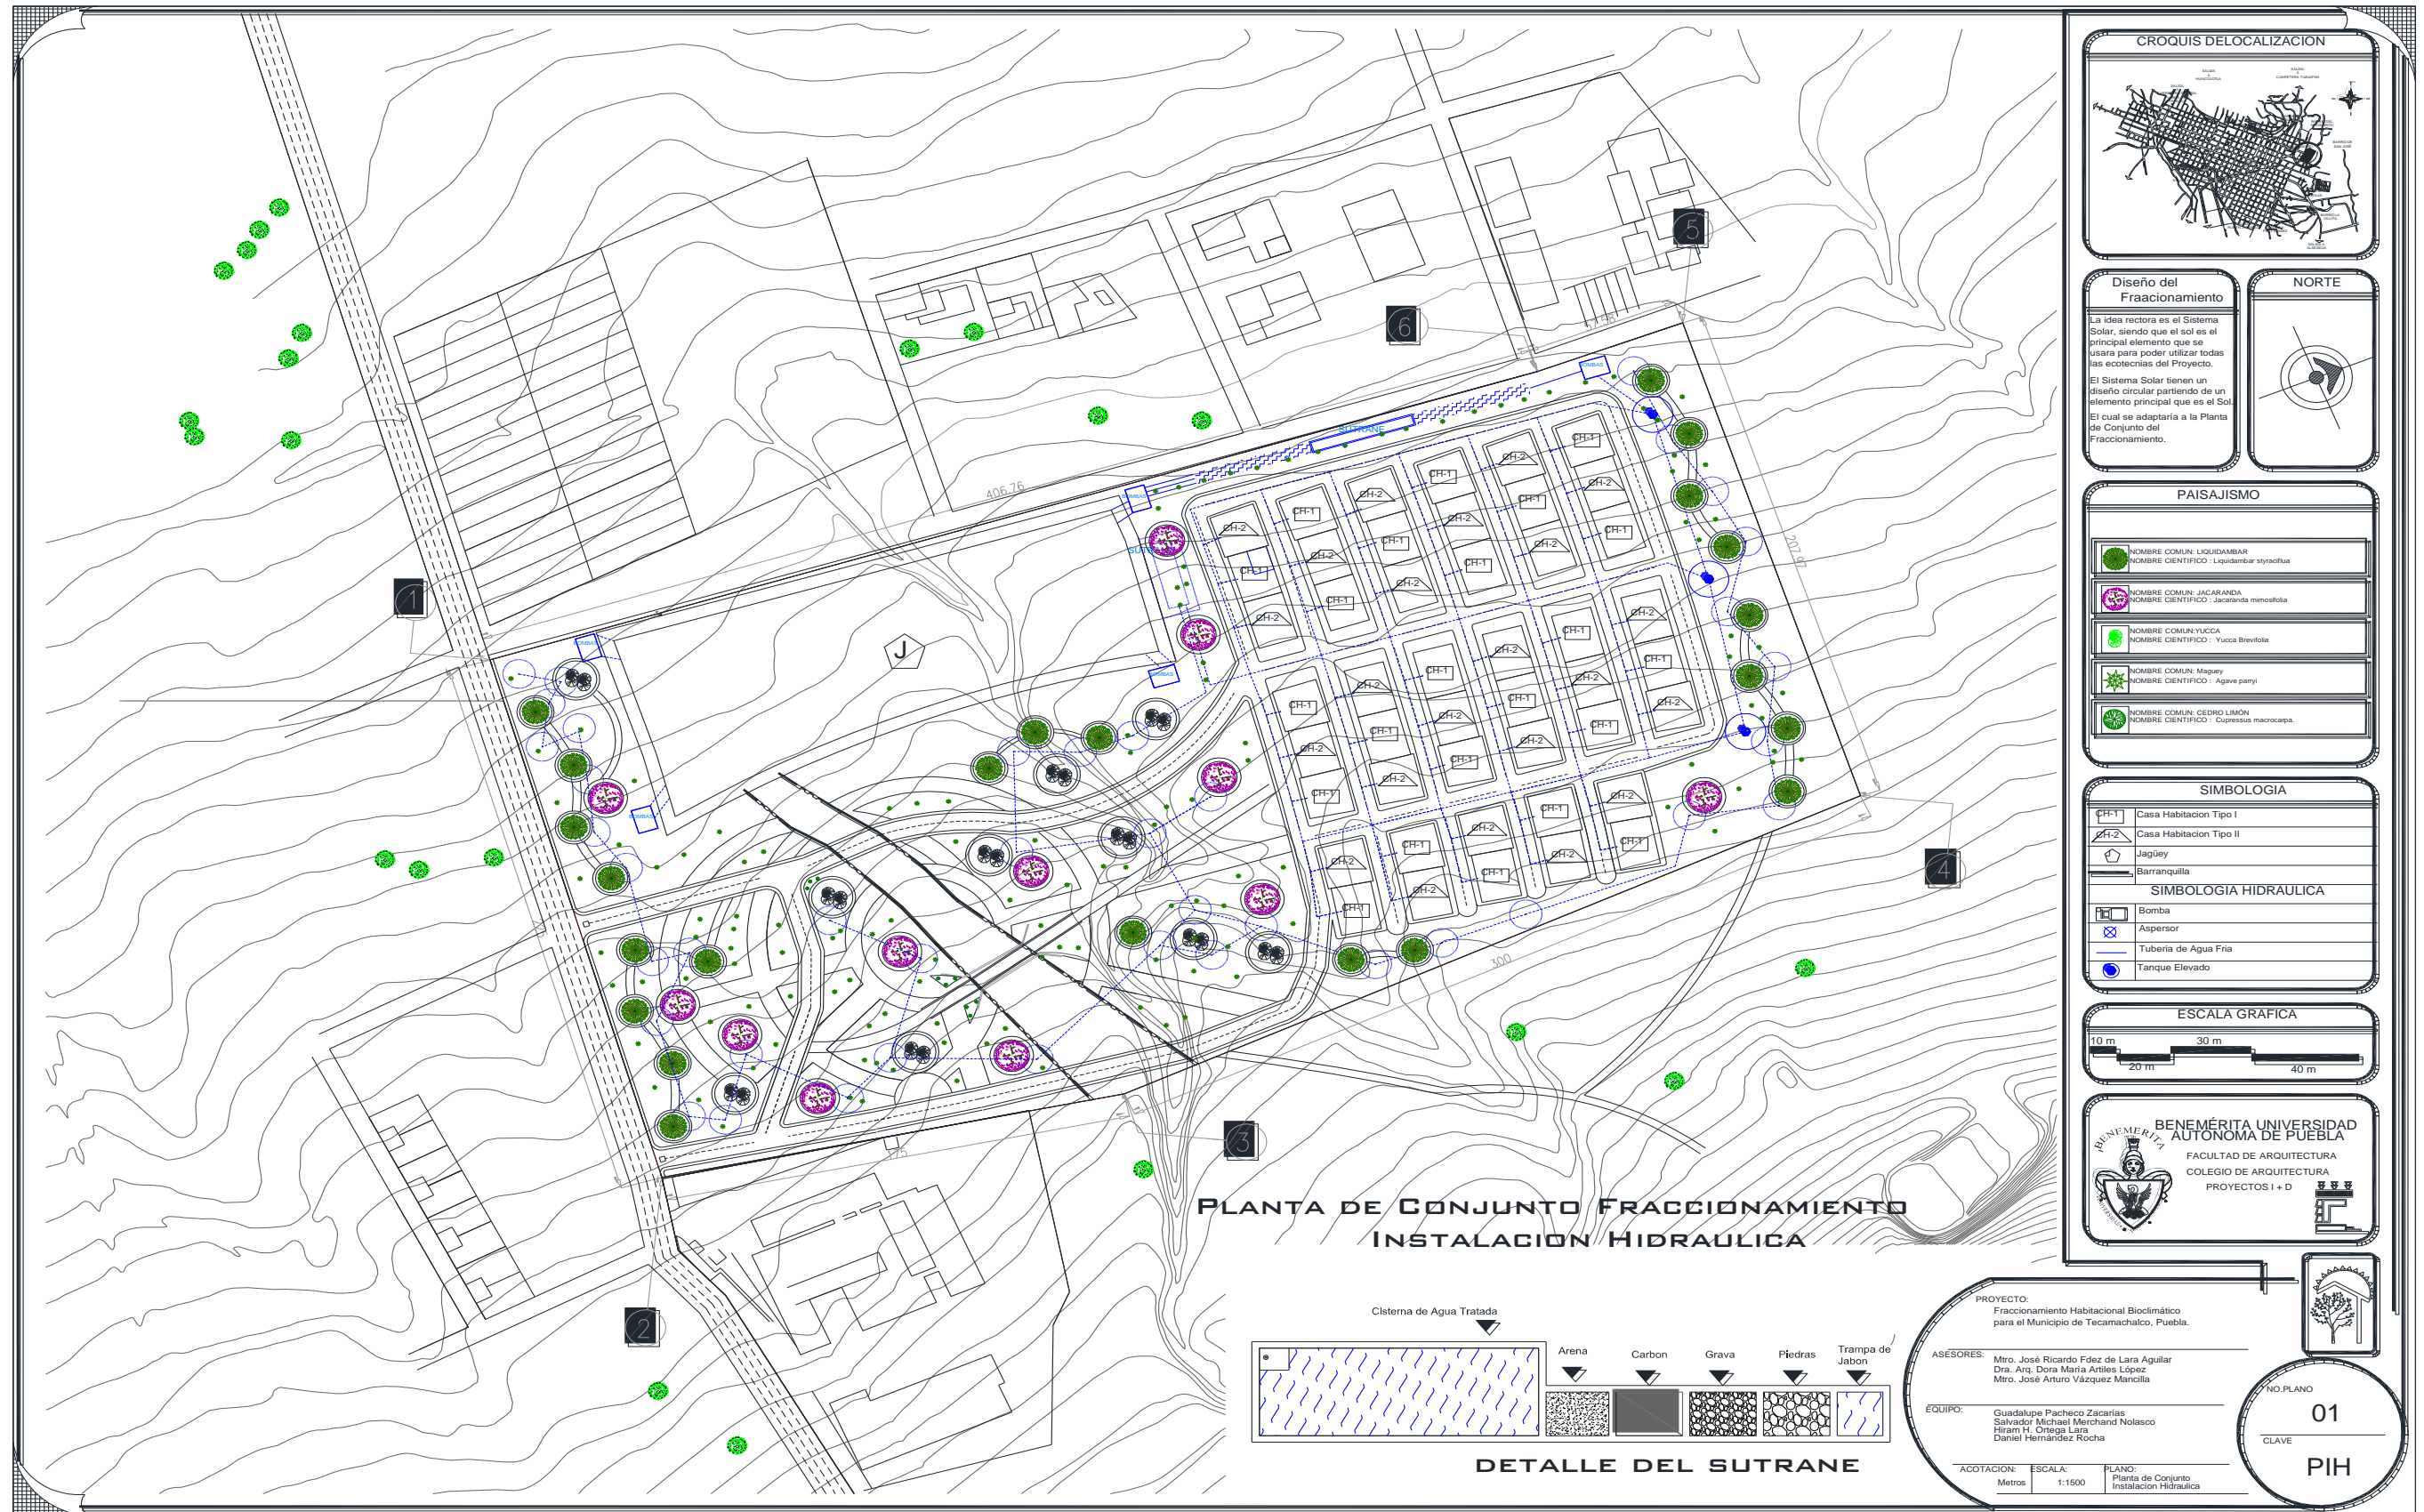 CROQUIS DELOCALIZACION
Diseño del
Fraacionamiento
La idea rectora es el Sistema
Solar, siendo que el sol es el
principal elemento que se
usara para poder utilizar todas
las ecotecnias del Proyecto.
El Sistema Solar tienen un
diseño circular partiendo de un
elemento principal que es el Sol.
El cual se adaptaría a la Planta
de Conjunto del
Fraccionamiento.
NORTE
PAISAJISMO
NOMBRE COMUN: LIQUIDAMBAR
NOMBRE CIENTIFICO : Liquidambar styraciflua
NOMBRE COMUN: JACARANDA
NOMBRE CIENTIFICO : Jacaranda mimosifolia
NOMBRE COMUN:YUCCA
NOMBRE CIENTIFICO : Yucca Brevifolia
NOMBRE COMUN: Maguey
NOMBRE CIENTIFICO : Agave parryi
NOMBRE COMUN: CEDRO LIMÓN
NOMBRE CIENTIFICO : Cupressus macrocarpa.
SIMBOLOGIA
CH-1 Casa Habitacion Tipo I
CH-2 Casa Habitacion Tipo II
Jagüey
Barranquilla
SIMBOLOGIA HIDRAULICA
Bomba
Aspersor
Tuberia de Agua Fria
Tanque Elevado
ESCALA GRAFICA
10 m
30 m
20 m
40 m
BENEMÉRITA UNIVERSIDAD
AUTÓNOMA DE PUEBLA
FACULTAD DE ARQUITECTURA
COLEGIO DE ARQUITECTURA
PROYECTOS I + D
1
2
3
4
5
6
J
406.76
57.58
207.97
300
175
BOMBAS
SUTRANE
PLANTA DE CONJUNTO FRACCIONAMIENTO
INSTALACION HIDRAULICA
Cisterna de Agua Tratada
Arena
Carbon
Grava
Piedras
Trampa de
Jabon
DETALLE DEL SUTRANE
PROYECTO:
Fraccionamiento Habitacional Bioclimático
para el Municipio de Tecamachalco, Puebla.
ASESORES:
Mtro. José Ricardo Fdez de Lara Aguilar
Dra. Arq. Dora María Artiles López
Mtro. José Arturo Vázquez Mancilla
EQUIPO:
Guadalupe Pacheco Zacarías
Salvador Michael Merchand Nolasco
Hiram H. Ortega Lara
Daniel Hernández Rocha
ACOTACION:
Metros
ESCALA:
1:1500
PLANO:
Planta de Conjunto
Instalacion Hidraulica
NO.PLANO
01
CLAVE
PIH